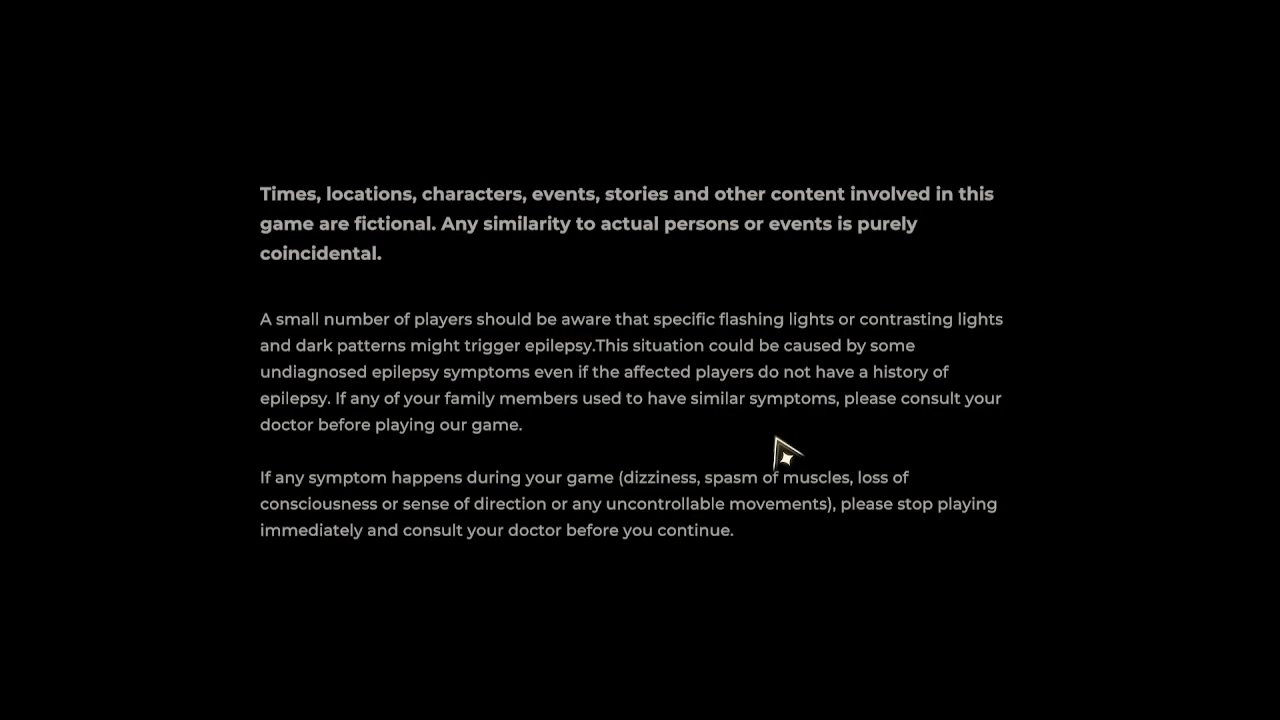 Times, locations, characters, events, stories and other content involved in this
game are fictional. Any similarity to actual persons or events is purely
coincidental.
A small number of players should be aware that specific flashing lights or contrasting lights
and dark patterns might trigger epilepsy.This situation could be caused by some
undiagnosed epilepsy symptoms even if the affected players do not have a history of
epilepsy. If any of your family members used to have similar symptoms, please consult your
doctor before playing our game.
If any symptom happens during your game (dizziness, spasm of muscles, loss of
consciousness or sense of direction or any uncontrollable movements), please stop playing
immediately and consult your doctor before you continue.